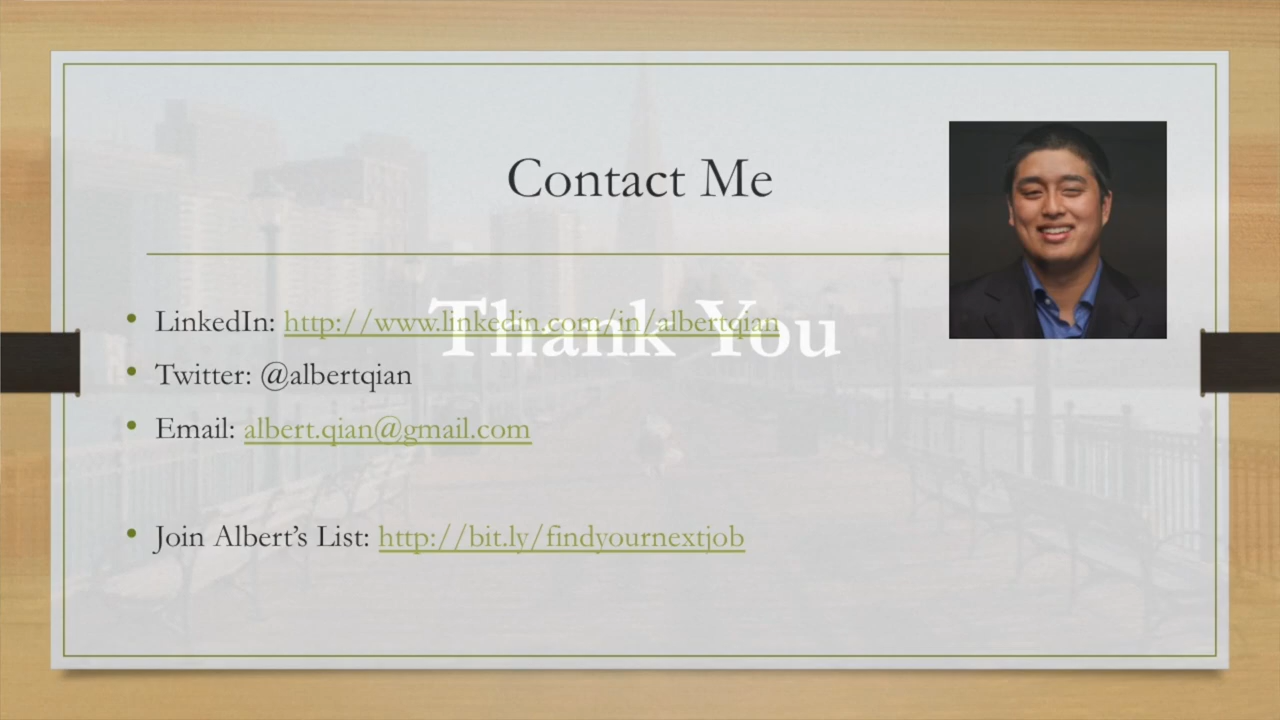 Contact Me
Thank You
• LinkedIn: http://www.linkedin.com/in/albertqian
• Twitter: @albertqian
• Email: albert.qian@gmail.com
• Join Albert’s List: http://bit.ly/findyournextjob